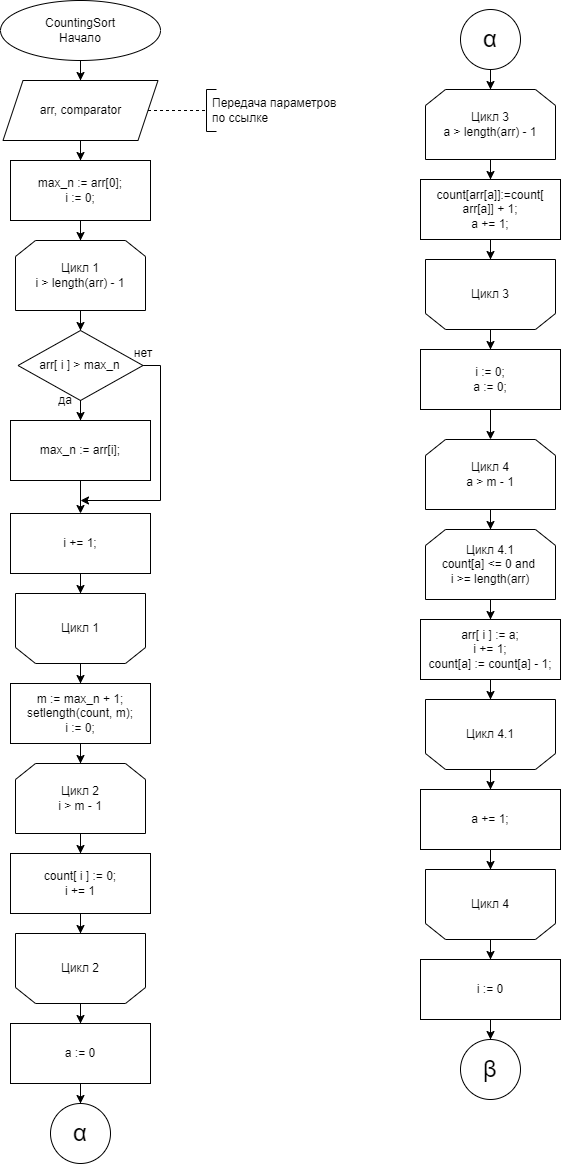 CountingSort
Начало
arr, comparator
Передача параметров
по ссылке
max_n := arr[0];
i := 0;
Цикл 1
i > length(arr) - 1
arr[ i ] > max_n
нет
да
max_n := arr[i];
i += 1;
Цикл 1
m := max_n + 1;
setlength(count, m);
i := 0;
Цикл 2
i > m - 1
count[ i ] := 0;
i += 1
Цикл 2
a := 0
α
α
Цикл 3
a > length(arr) - 1
count[arr[a]]:=count[
arr[a]] + 1;
a += 1;
Цикл 3
i := 0;
a := 0;
Цикл 4
a > m - 1
Цикл 4.1
count[a] <= 0 and
i >= length(arr)
arr[ i ] := a;
i += 1;
count[a] := count[a] - 1;
Цикл 4.1
a += 1;
Цикл 4
i := 0
β